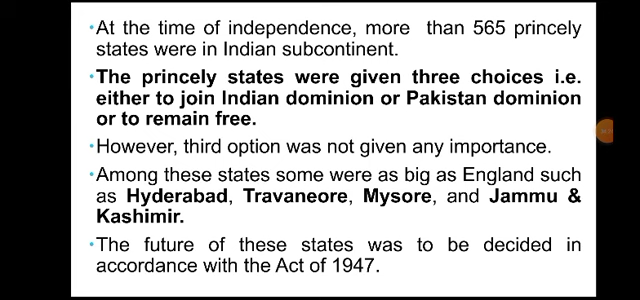 •At the time of independence, more than 565 princely
states were in Indian subcontinent.
•The princely states were given three choices i.e.
either to join Indian dominion or Pakistan dominion
or to remain free.
•However, third option was not given any importance.
•Among these states some were as big as England such
as Hyderabad, Travaneore, Mysore, and Jammu &
Kashimir.
•The future of these states was to be decided in
accordance with the Act of 1947.